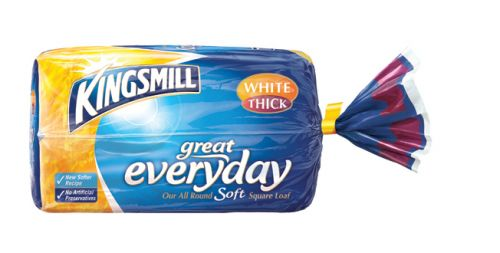 KINGSMILL
WHITE
THICK
great
everyday
Our All Round Soft Square Loaf
New Softer
Recipe
No Artificial
Preservatives